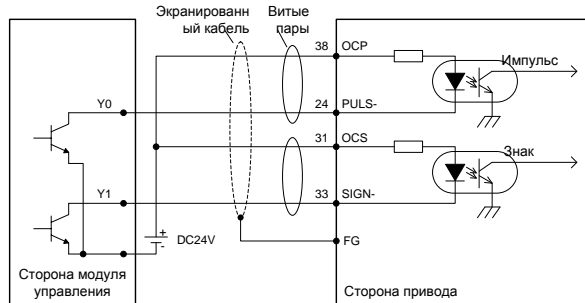 Экранированн
ый кабель
Витые
пары
38 OCP
Импульс
Y0
24 PULS-
31 OCS
Знак
Y1
33 SIGN-
+
-
DC24V
FG
Сторона модуля
управления
Сторона привода